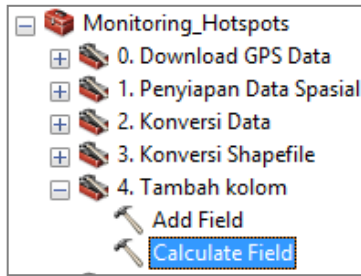 Monitoring_Hotspots
0. Download GPS Data
1. Penyiapan Data Spasial
2. Konversi Data
3. Konversi Shapefile
4. Tambah kolom
Add Field
Calculate Field